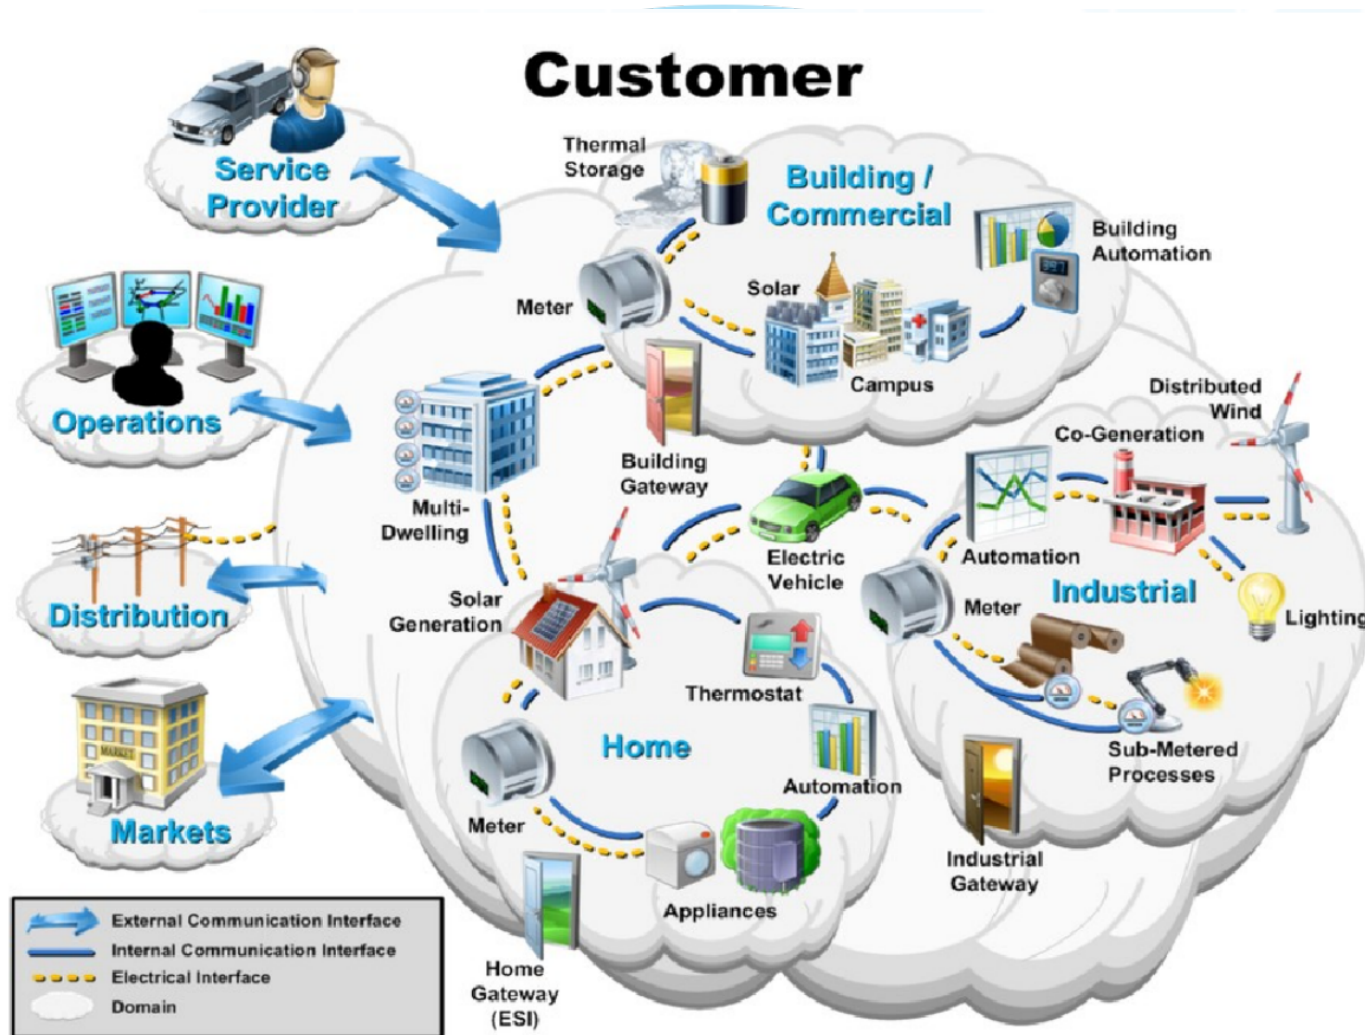 Customer
Service
Provider
Thermal
Storage
Building /
Commercial
Building
Automation
Meter
Solar
Campus
Operations
Multi-
Dwelling
Building
Gateway
Electric
Vehicle
Distributed
Wind
Co-Generation
Automation
Industrial
Meter
Lighting
Sub-Metered
Processes
Industrial
Gateway
Distribution
Solar
Generation
Thermostat
Home
Automation
Meter
Appliances
Home
Gateway
(ESI)
MARKET
Markets
External Communication Interface
Internal Communication Interface
Electrical Interface
Domain